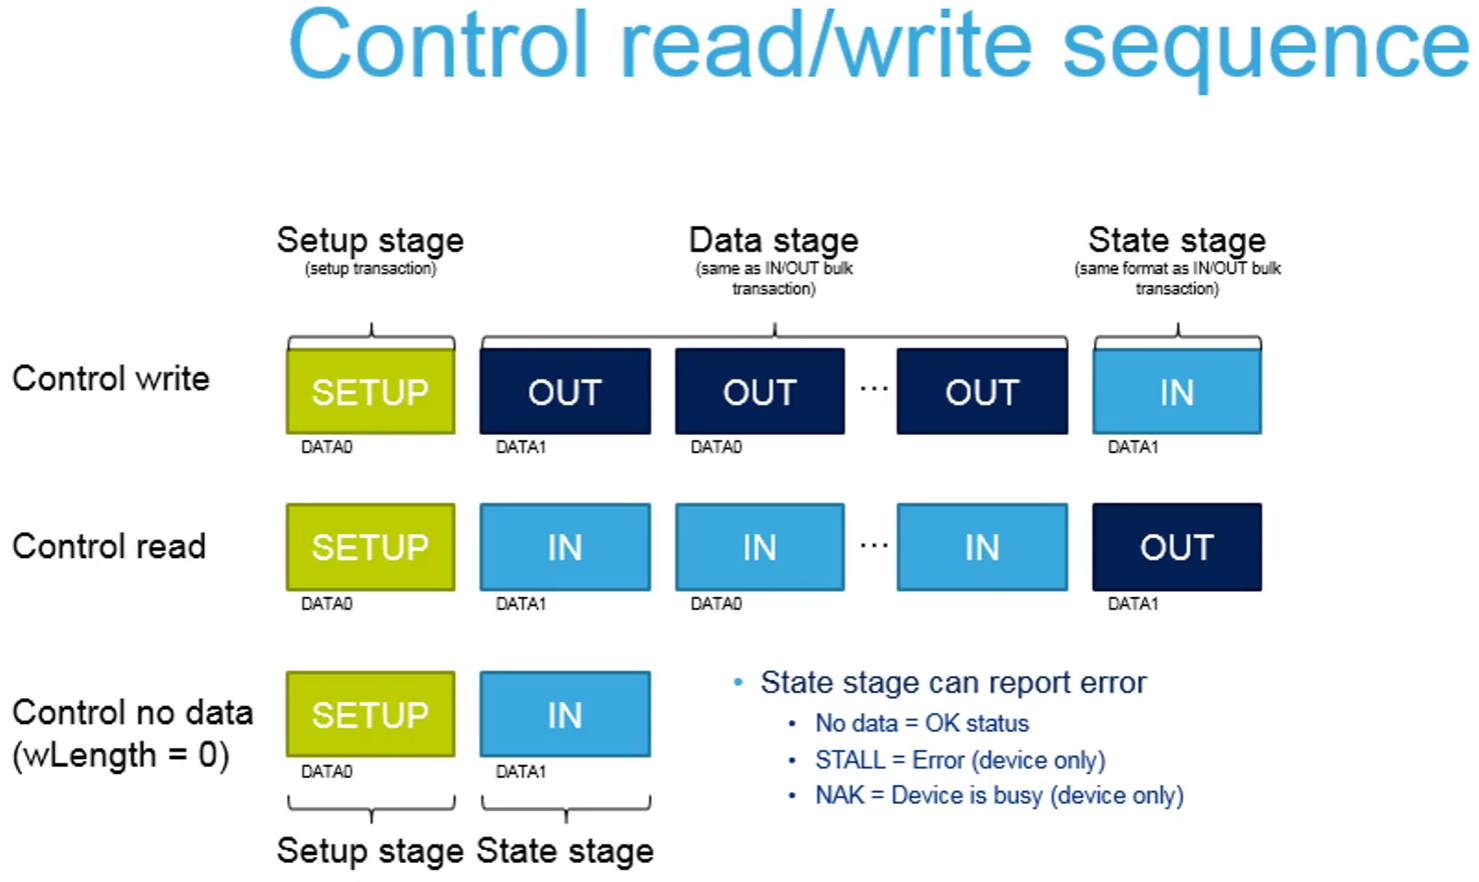 Control read/write sequence
Setup stage
(setup transaction)
Data stage
(same as IN/OUT bulk
transaction)
State stage
(same format as IN/OUT bulk
transaction)
Control write
SETUP
OUT
OUT
...
OUT
IN
DATA0
DATA1
DATA0
DATA1
Control read
SETUP
IN
IN
...
IN
OUT
DATA0
DATA1
DATA0
DATA1
Control no data
(wLength = 0)
SETUP
IN
DATA0
DATA1
Setup stage
State stage
• State stage can report error
• No data = OK status
• STALL = Error (device only)
• NAK = Device is busy (device only)